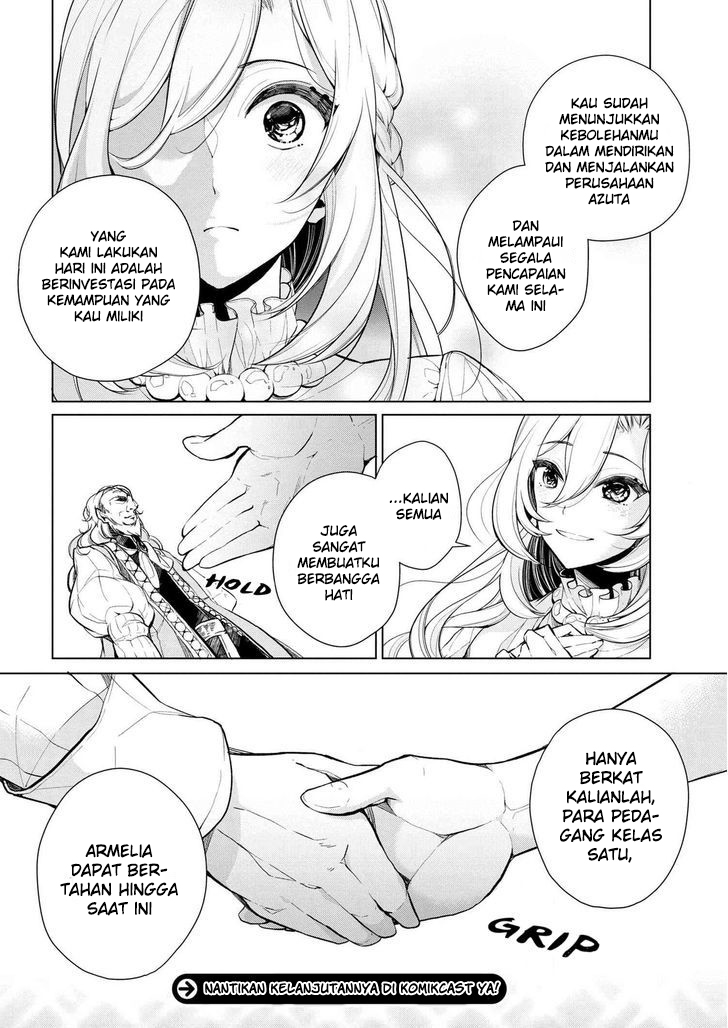 KAU SUDAH
MENUNJUKKAN
KEBOLEHANMU
DALAM MENDIRIKAN
DAN MENJALANKAN
PERUSAHAAN
AZUTA
DAN
MELAMPAUI
SEGALA
PENCAPAIAN
KAMI SELA-
MA INI
YANG
KAMI LAKUKAN
HARI INI ADALAH
BERINVESTASI PADA
KEMAMPUAN YANG
KAU MILIKI
...KALIAN
SEMUA
JUGA
SANGAT
MEMBUATKU
BERBANGGA
HATI
HOLD
HANYA
BERKAT
KALIANLAH,
PARA PEDA-
GANG KELAS
SATU,
ARMELIA
DAPAT BER-
TAHAN HINGGA
SAAT INI
GRIP
NANTIKAN KELANJUTANNYA DI KOMIKCAST YA!